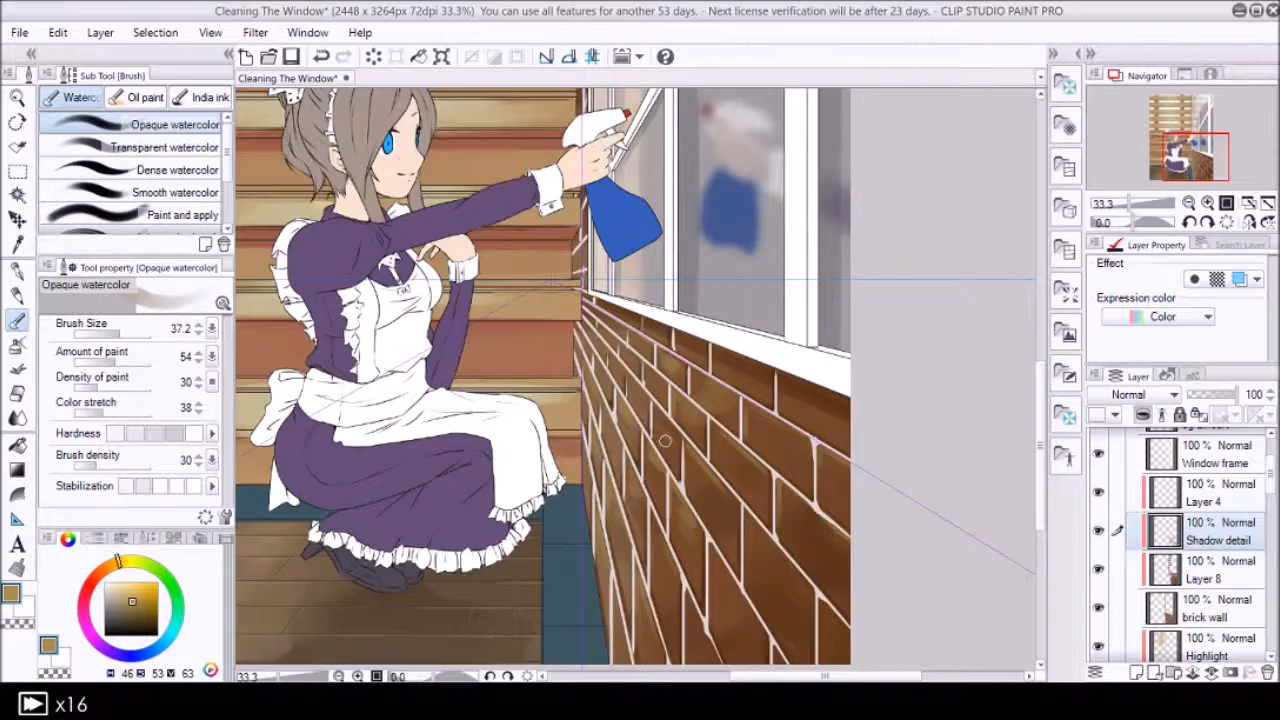 Cleaning The Window* (2448 x 3264px 72dpi 33.3%) You can use all features for another 53 days. - Next license verification will be after 23 days. - CLIP STUDIO PAINT PRO
File Edit Layer Selection View Filter Window Help
Sub Tool [Brush]
Cleaning The Window*
Navigator
Waterc Oil paint India ink
Opaque watercolor
Transparent watercolor
Dense watercolor
Smooth watercolor
Paint and apply
Tool property [Opaque watercolor]
Opaque watercolor
Brush Size 37.2
Amount of paint 54
Density of paint 30
Color stretch 38
Hardness
Brush density 30
Stabilization
46 S 53 V 63
33.3 0.0
33.3
0.0
Layer Property Search Layer
Effect
Expression color
Color
Layer
Normal 100
100 % Normal
Window frame
100 % Normal
Layer 4
100 % Normal
Shadow detail
100 % Normal
Layer 8
100 % Normal
brick wall
100 % Normal
Highlight
x16